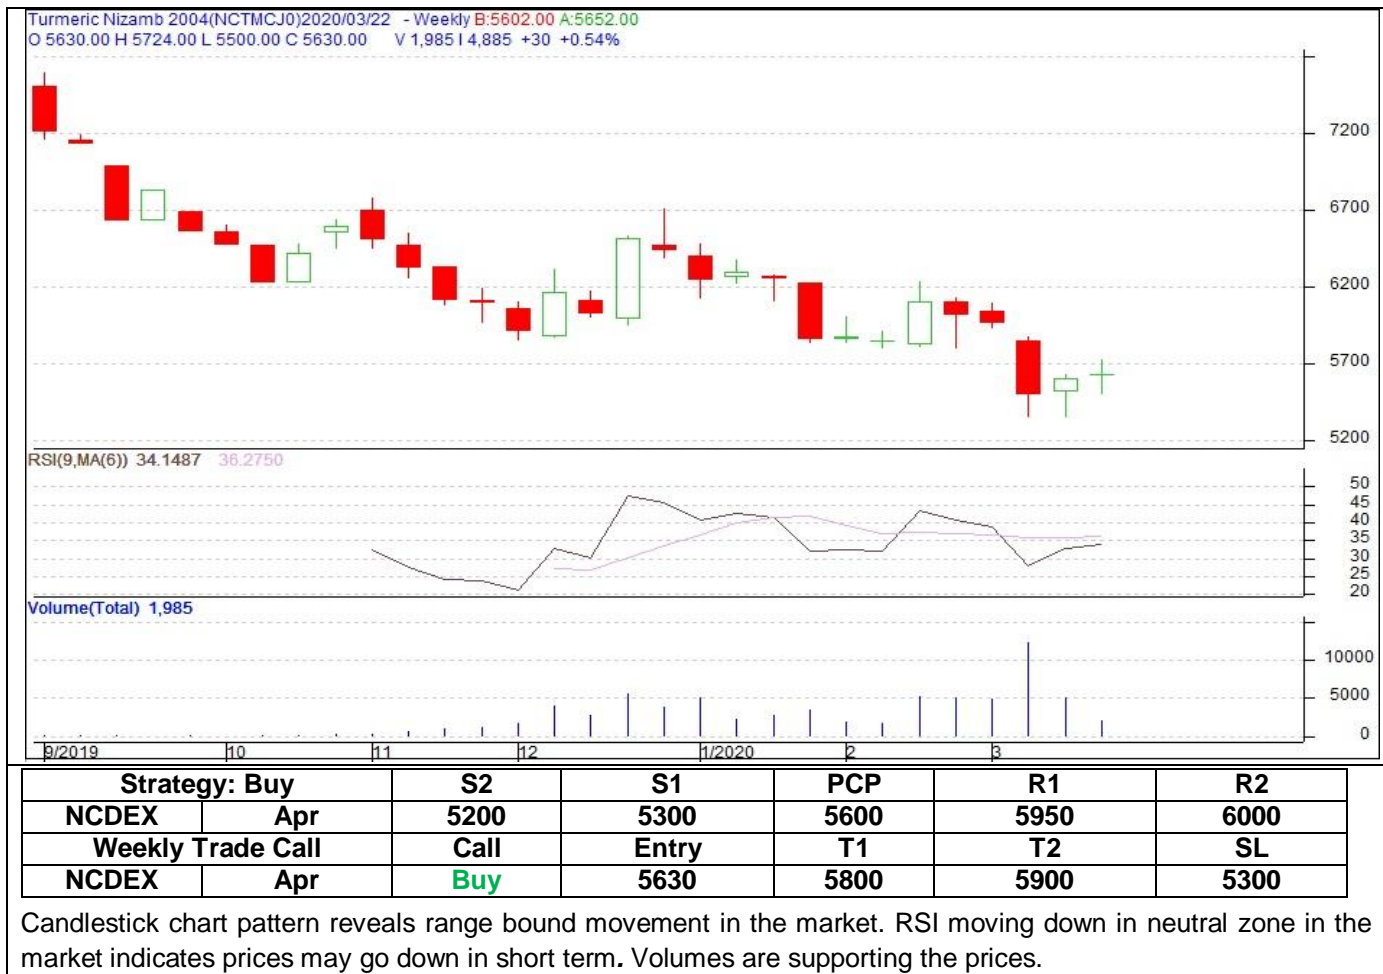 Turmeric Nizamb 2004(NCTMCJ0)2020/03/22 - Weekly B:5602.00 A:5652.00
O 5630.00 H 5724.00 L 5500.00 C 5630.00 V 1,985 I 4,885 +30 +0.54%
7200
6700
6200
5700
5200
RSI(9,MA(6)) 34.1487 36.2750
50
45
40
35
30
25
20
Volume(Total) 1,985
10000
5000
0
9/2019 10 11 12 1/2020 2 3
Strategy: Buy S2 S1 PCP R1 R2
NCDEX Apr 5200 5300 5600 5950 6000
Weekly Trade Call Call Entry T1 T2 SL
NCDEX Apr Buy 5630 5800 5900 5300
Candlestick chart pattern reveals range bound movement in the market. RSI moving down in neutral zone in the
market indicates prices may go down in short term. Volumes are supporting the prices.